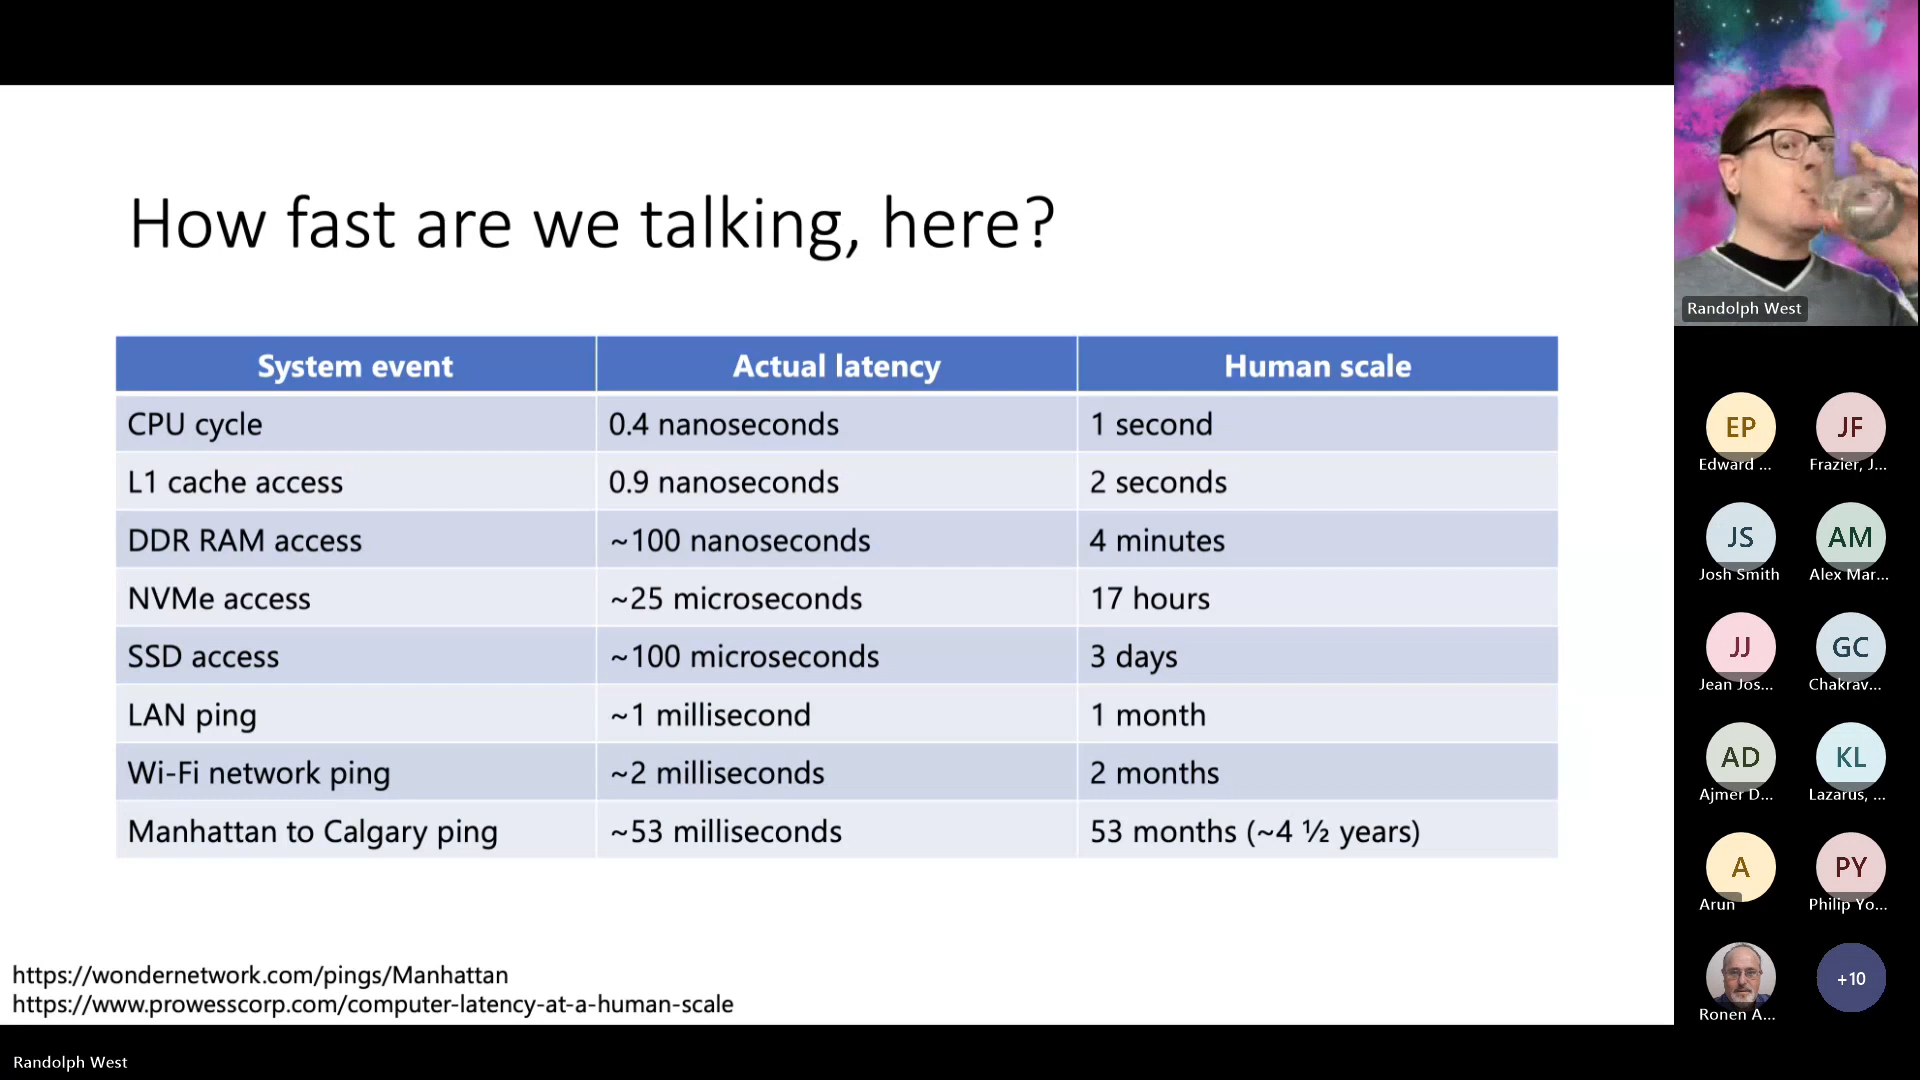 How fast are we talking, here?
System event Actual latency Human scale
CPU cycle 0.4 nanoseconds 1 second
L1 cache access 0.9 nanoseconds 2 seconds
DDR RAM access ~100 nanoseconds 4 minutes
NVMe access ~25 microseconds 17 hours
SSD access ~100 microseconds 3 days
LAN ping ~1 millisecond 1 month
Wi-Fi network ping ~2 milliseconds 2 months
Manhattan to Calgary ping ~53 milliseconds 53 months (~4 ½ years)
https://wondernetwork.com/pings/Manhattan
https://www.prowesscorp.com/computer-latency-at-a-human-scale
Randolph West
Randolph West
EP JF
Edward ... Frazier, J...
JS AM
Josh Smith Alex Mar...
JJ GC
Jean Jos... Chakrav...
AD KL
Ajmer D... Lazarus, ...
A PY
Arun Philip Yo...
+10
Ronen A...